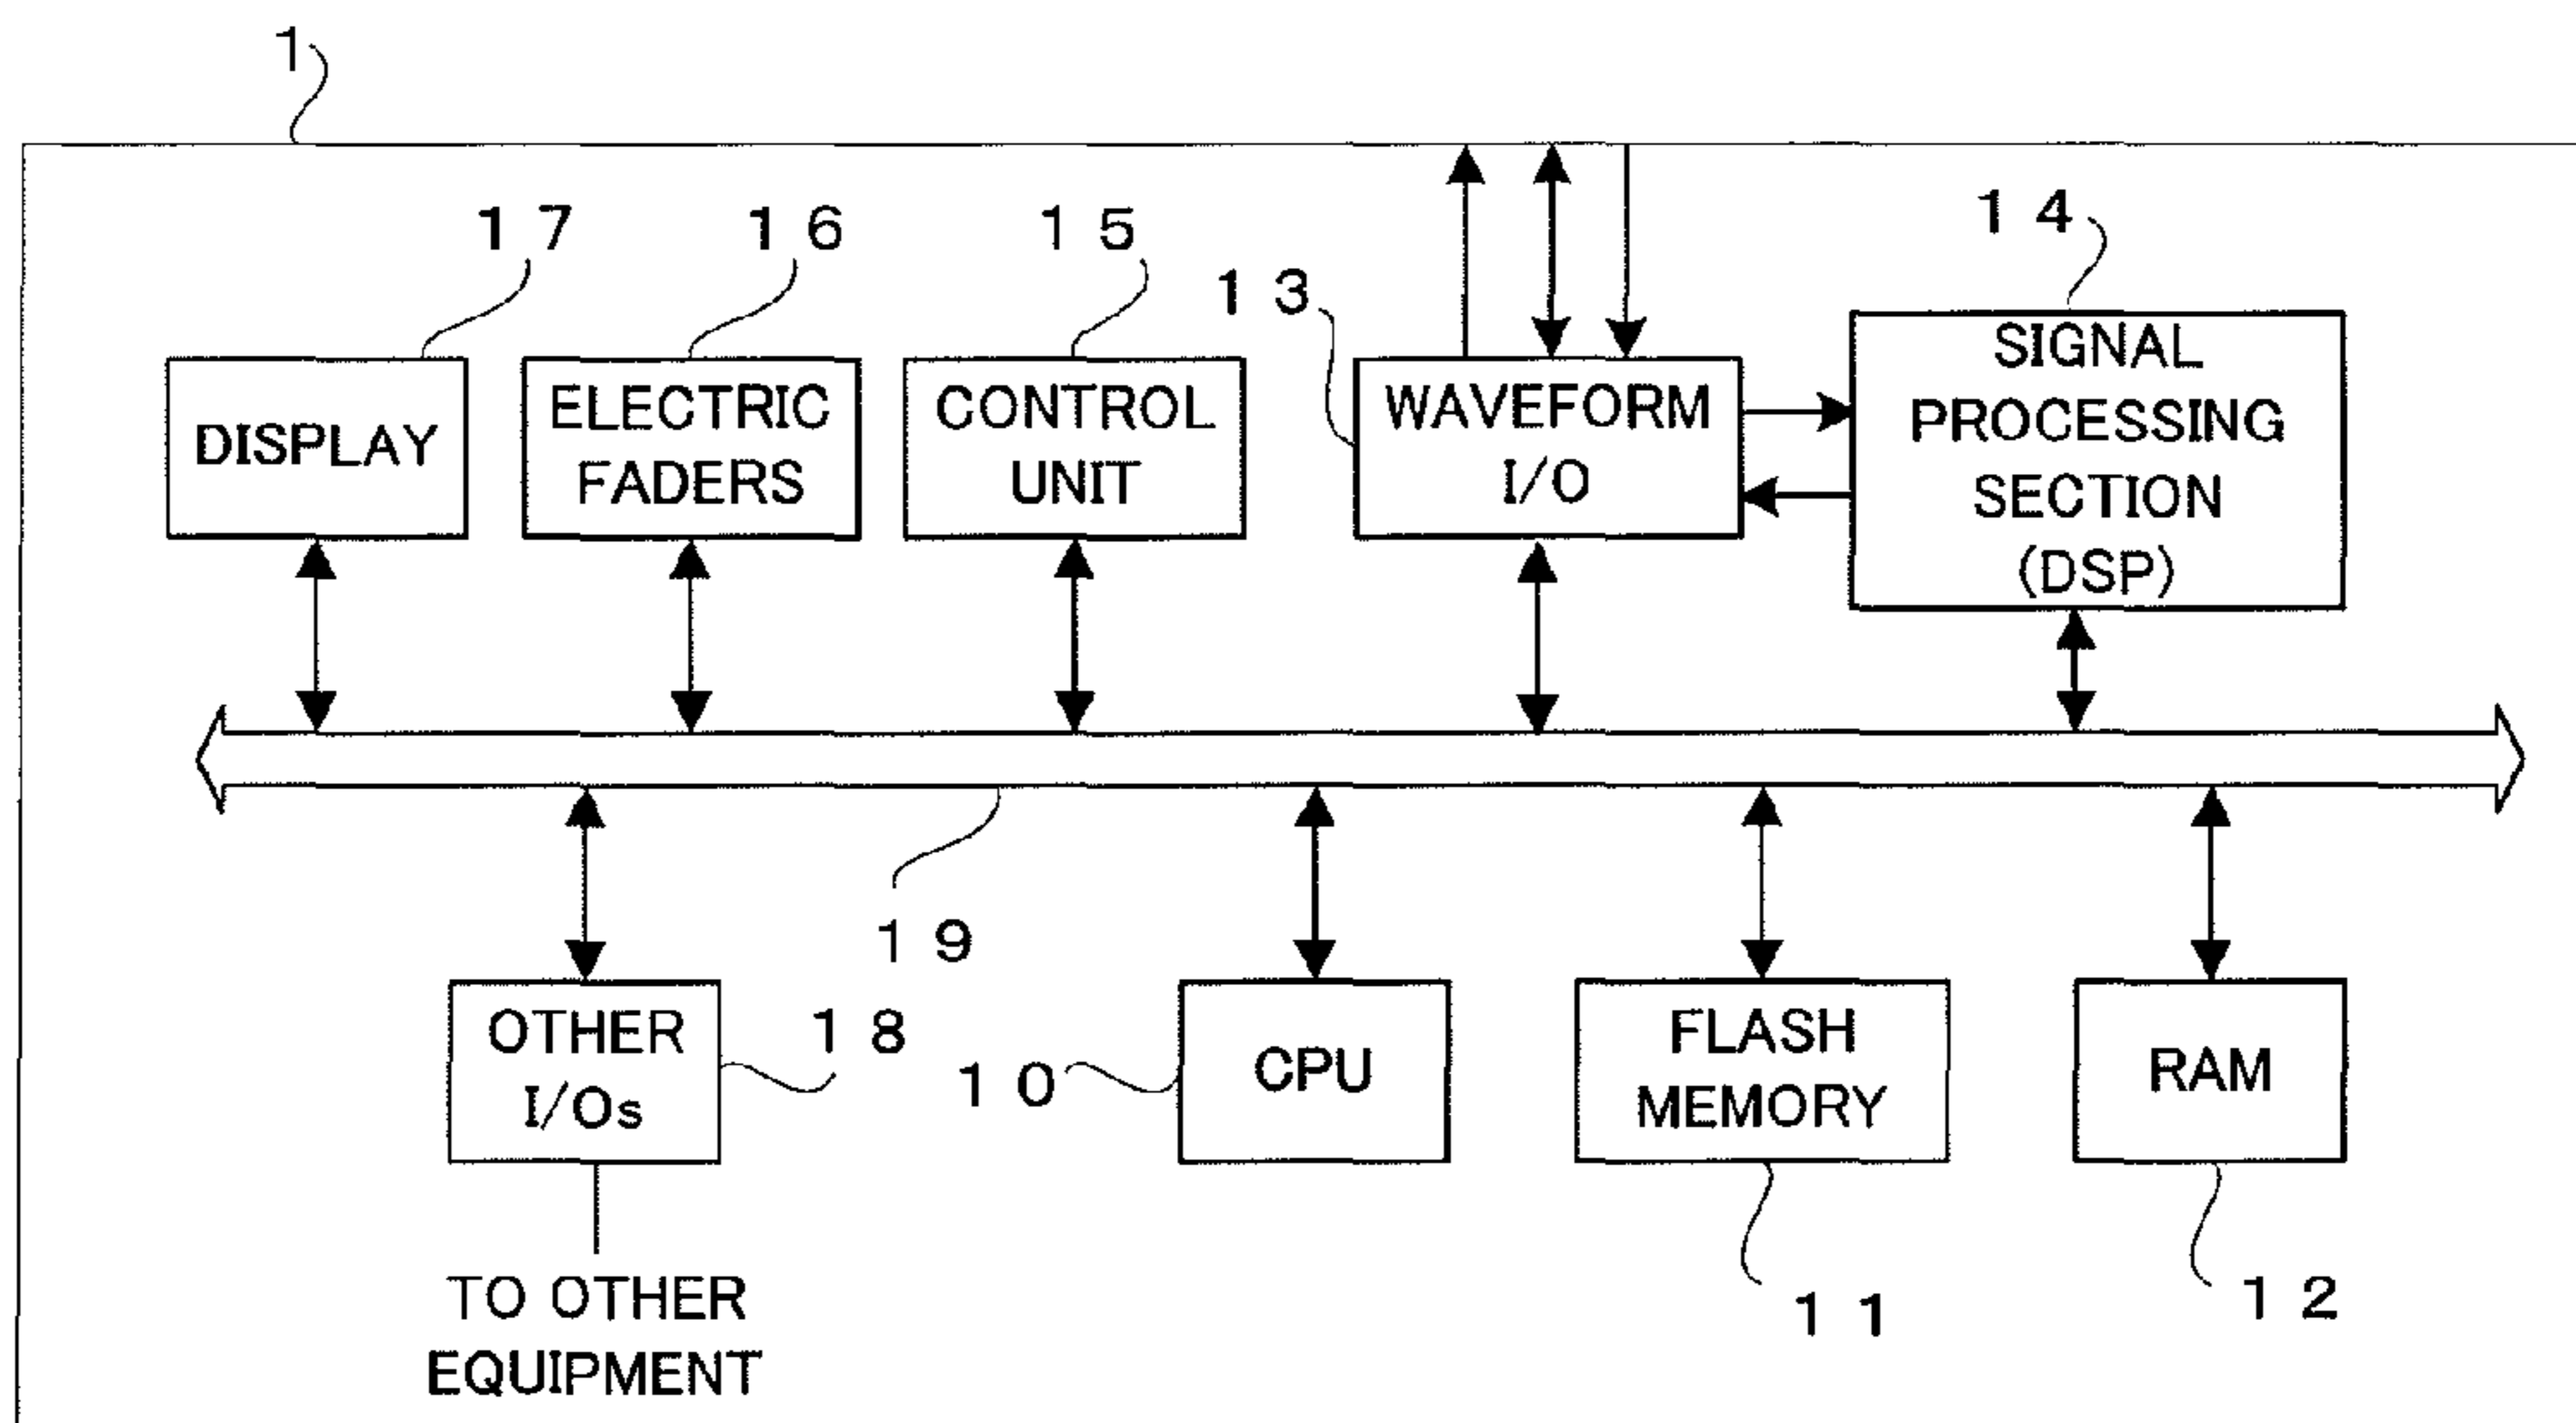 1
17
16
15
13
14
DISPLAY
ELECTRIC
FADERS
CONTROL
UNIT
WAVEFORM
I/O
SIGNAL
PROCESSING
SECTION
(DSP)
19
OTHER
I/Os
18
10
CPU
FLASH
MEMORY
RAM
TO OTHER
EQUIPMENT
11
12